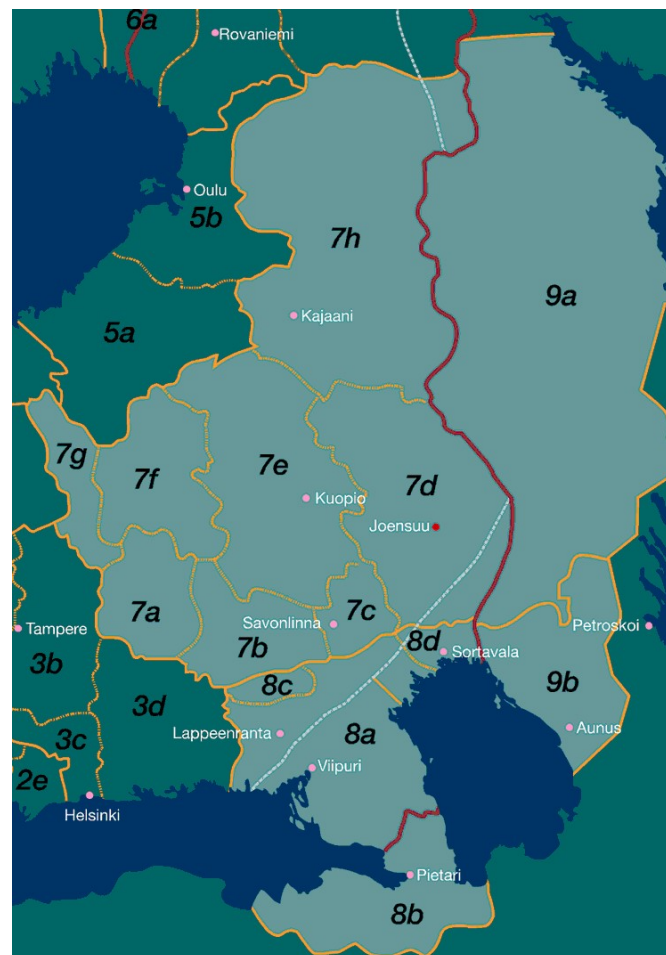 6a
Rovaniemi
Oulu
5b
7h
9a
Kajaani
5a
7g
7f
7e
7d
Kuopio
Joensuu
7a
7c
Savonlinna
Tampere
7b
8d
Petroskoi
3b
Sortavala
8c
9b
3d
Lappeenranta
Aunus
3c
8a
Viipuri
2e
Helsinki
Pietari
8b